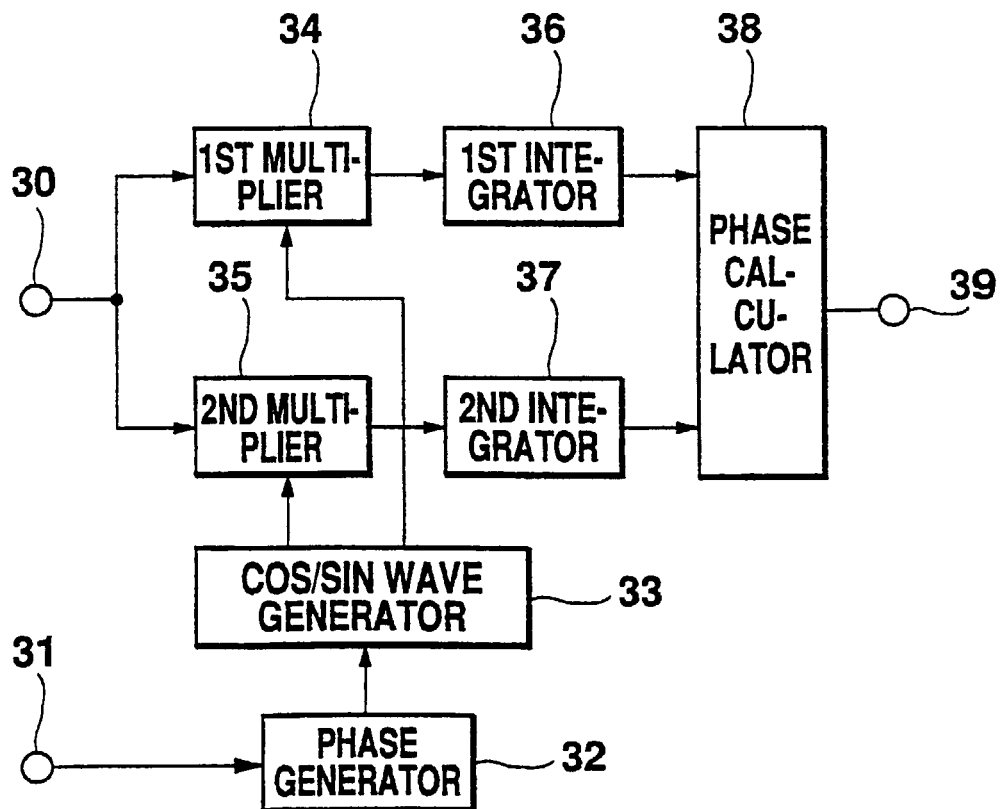 34
36
38
30
1ST MULTI-
PLIER
1ST INTE-
GRATOR
PHASE
CAL-
CU-
LATOR
35
37
39
2ND MULTI-
PLIER
2ND INTE-
GRATOR
COS/SIN WAVE
GENERATOR
33
31
PHASE
GENERATOR
32